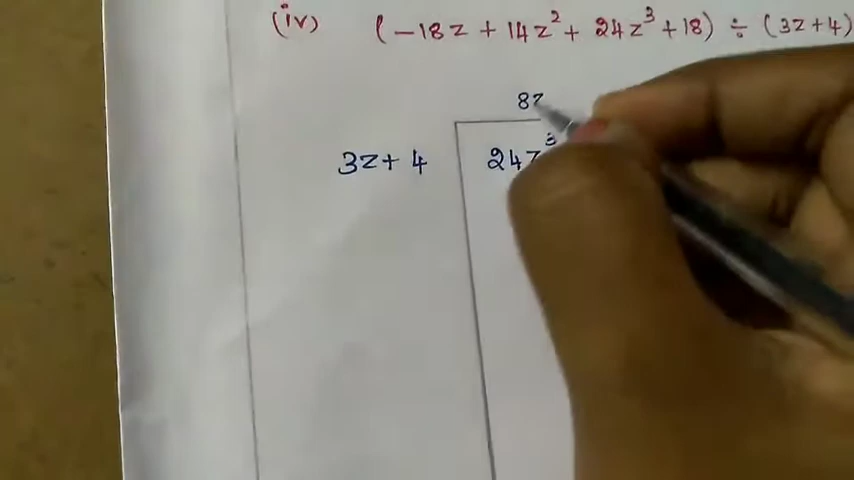 (iv) (-18z + 14z² + 24z³ + 18) ÷ (3z+4)
8z
3z + 4 24z³